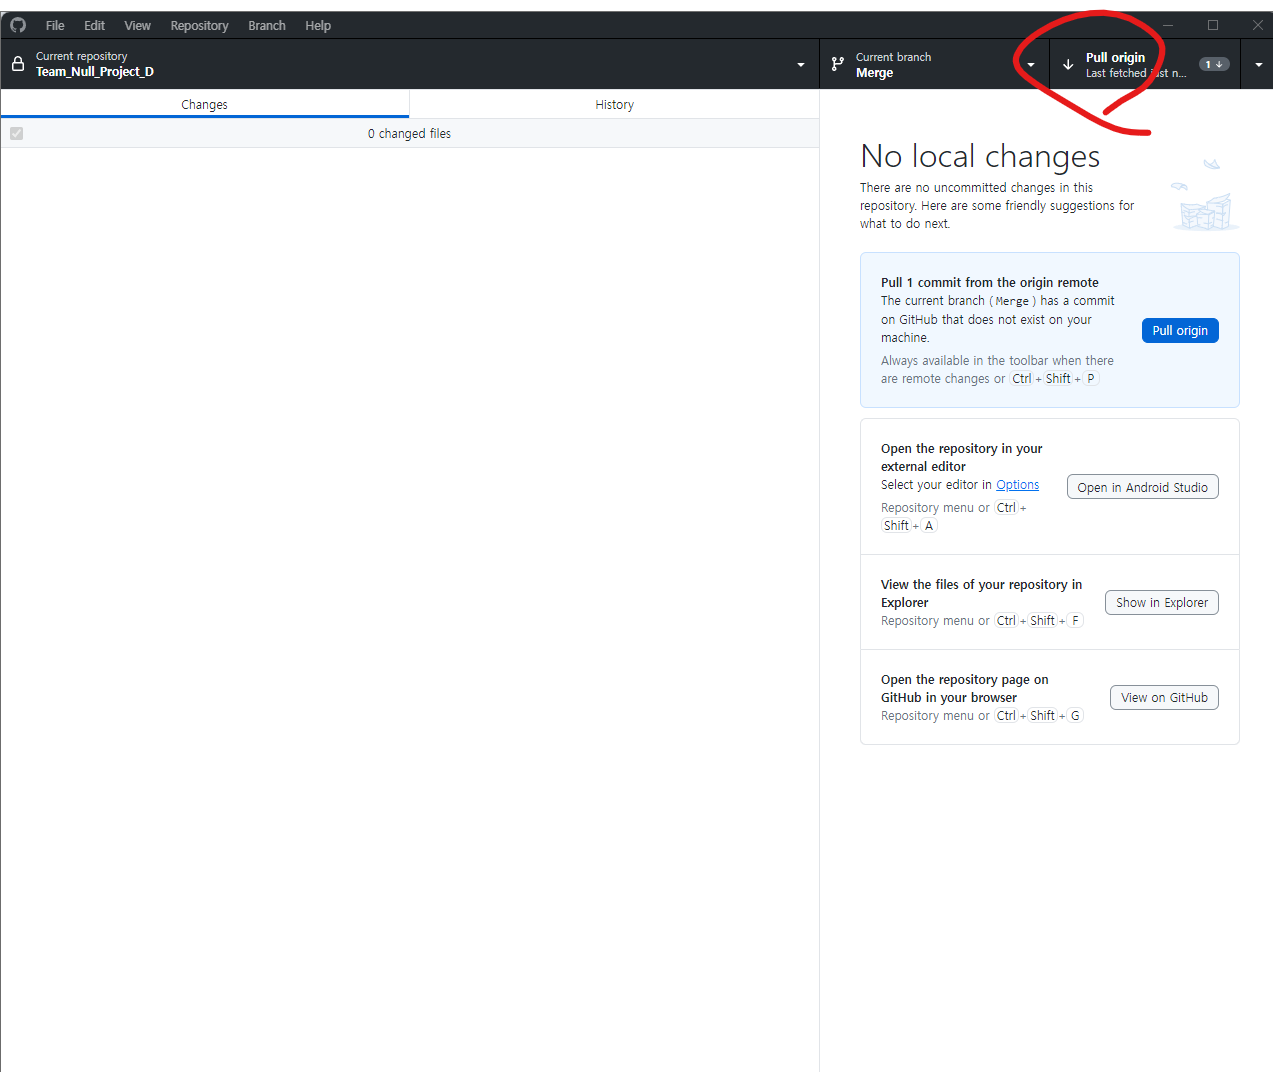 File Edit View Repository Branch Help
Current repository
Team_Null_Project_D
Current branch
Merge
Pull origin
Last fetched just n...
1
Changes
History
0 changed files
No local changes
There are no uncommitted changes in this
repository. Here are some friendly suggestions for
what to do next.
Pull 1 commit from the origin remote
The current branch (Merge) has a commit
on GitHub that does not exist on your
machine.
Pull origin
Always available in the toolbar when there
are remote changes or Ctrl + Shift + P
Open the repository in your
external editor
Select your editor in Options
Open in Android Studio
Repository menu or Ctrl +
Shift + A
View the files of your repository in
Explorer
Show in Explorer
Repository menu or Ctrl + Shift + F
Open the repository page on
GitHub in your browser
View on GitHub
Repository menu or Ctrl + Shift + G